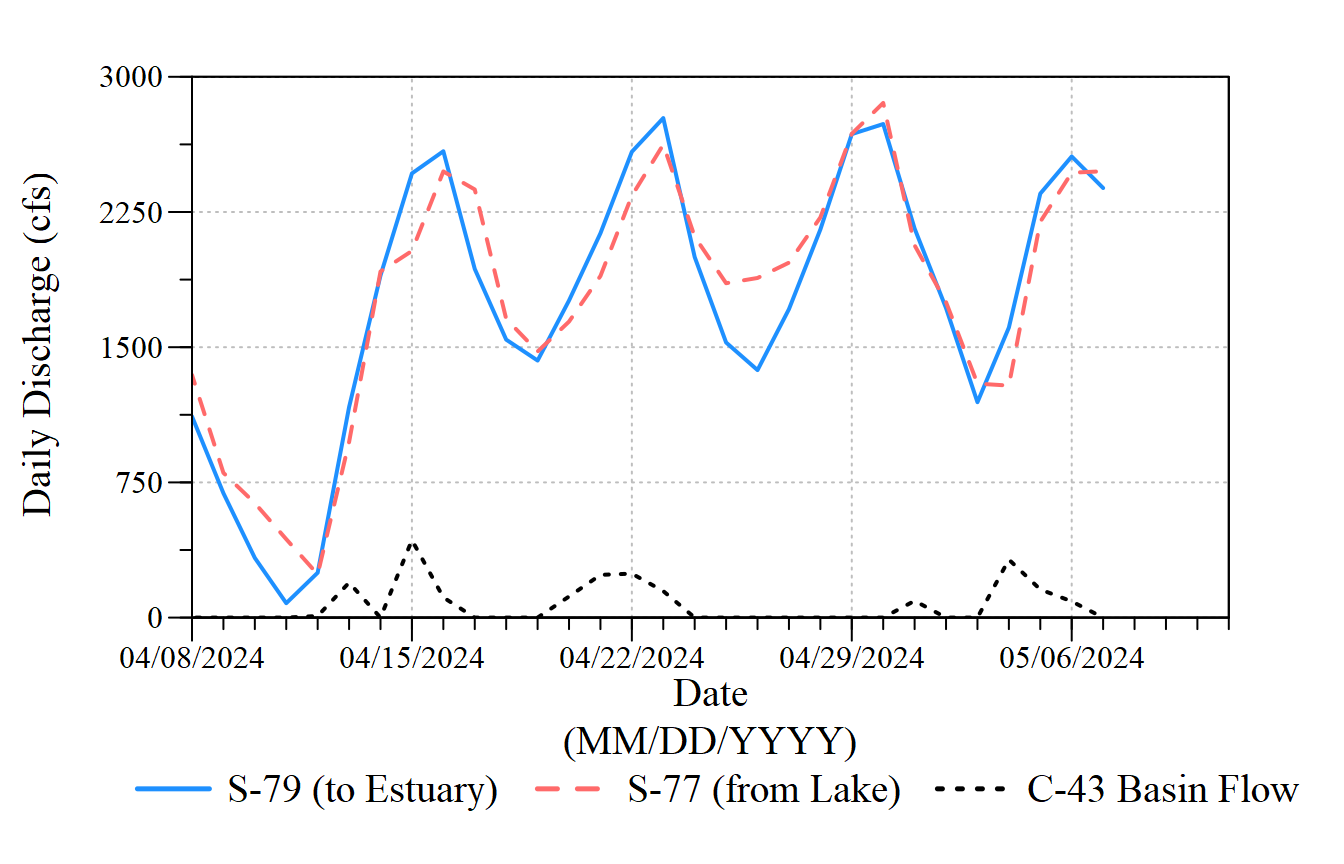 3000
2250
1500
750
0
Daily Discharge (cfs)
04/08/2024 04/15/2024 04/22/2024 04/29/2024 05/06/2024
Date
(MM/DD/YYYY)
S-79 (to Estuary) S-77 (from Lake) C-43 Basin Flow